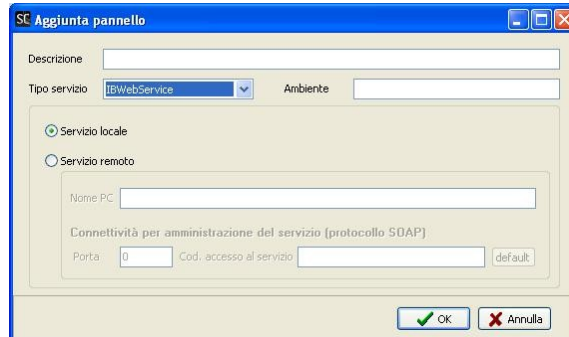 SC Aggiunta pannello
Descrizione
Tipo servizio IBWebService Ambiente
Servizio locale
Servizio remoto
Nome PC
Connettività per amministrazione del servizio (protocollo SOAP)
Porta 0 Cod. accesso al servizio default
OK Annulla